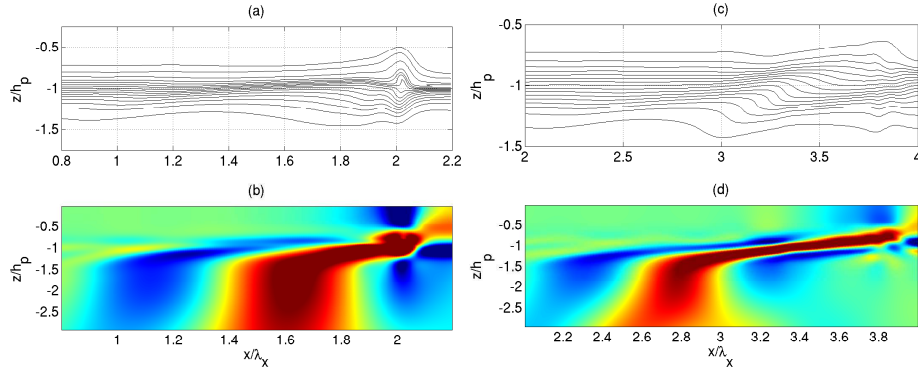 (a)
z/h_p
-0.5
-1
-1.5
0.8 1 1.2 1.4 1.6 1.8 2 2.2
(c)
z/h_p
-0.5
-1
-1.5
2 2.5 3 3.5 4
(b)
z/h_p
-0.5
-1
-1.5
-2
-2.5
1 1.2 1.4 1.6 1.8 2
x/λ_x
(d)
z/h_p
-0.5
-1
-1.5
-2
-2.5
2.2 2.4 2.6 2.8 3 3.2 3.4 3.6 3.8
x/λ_x